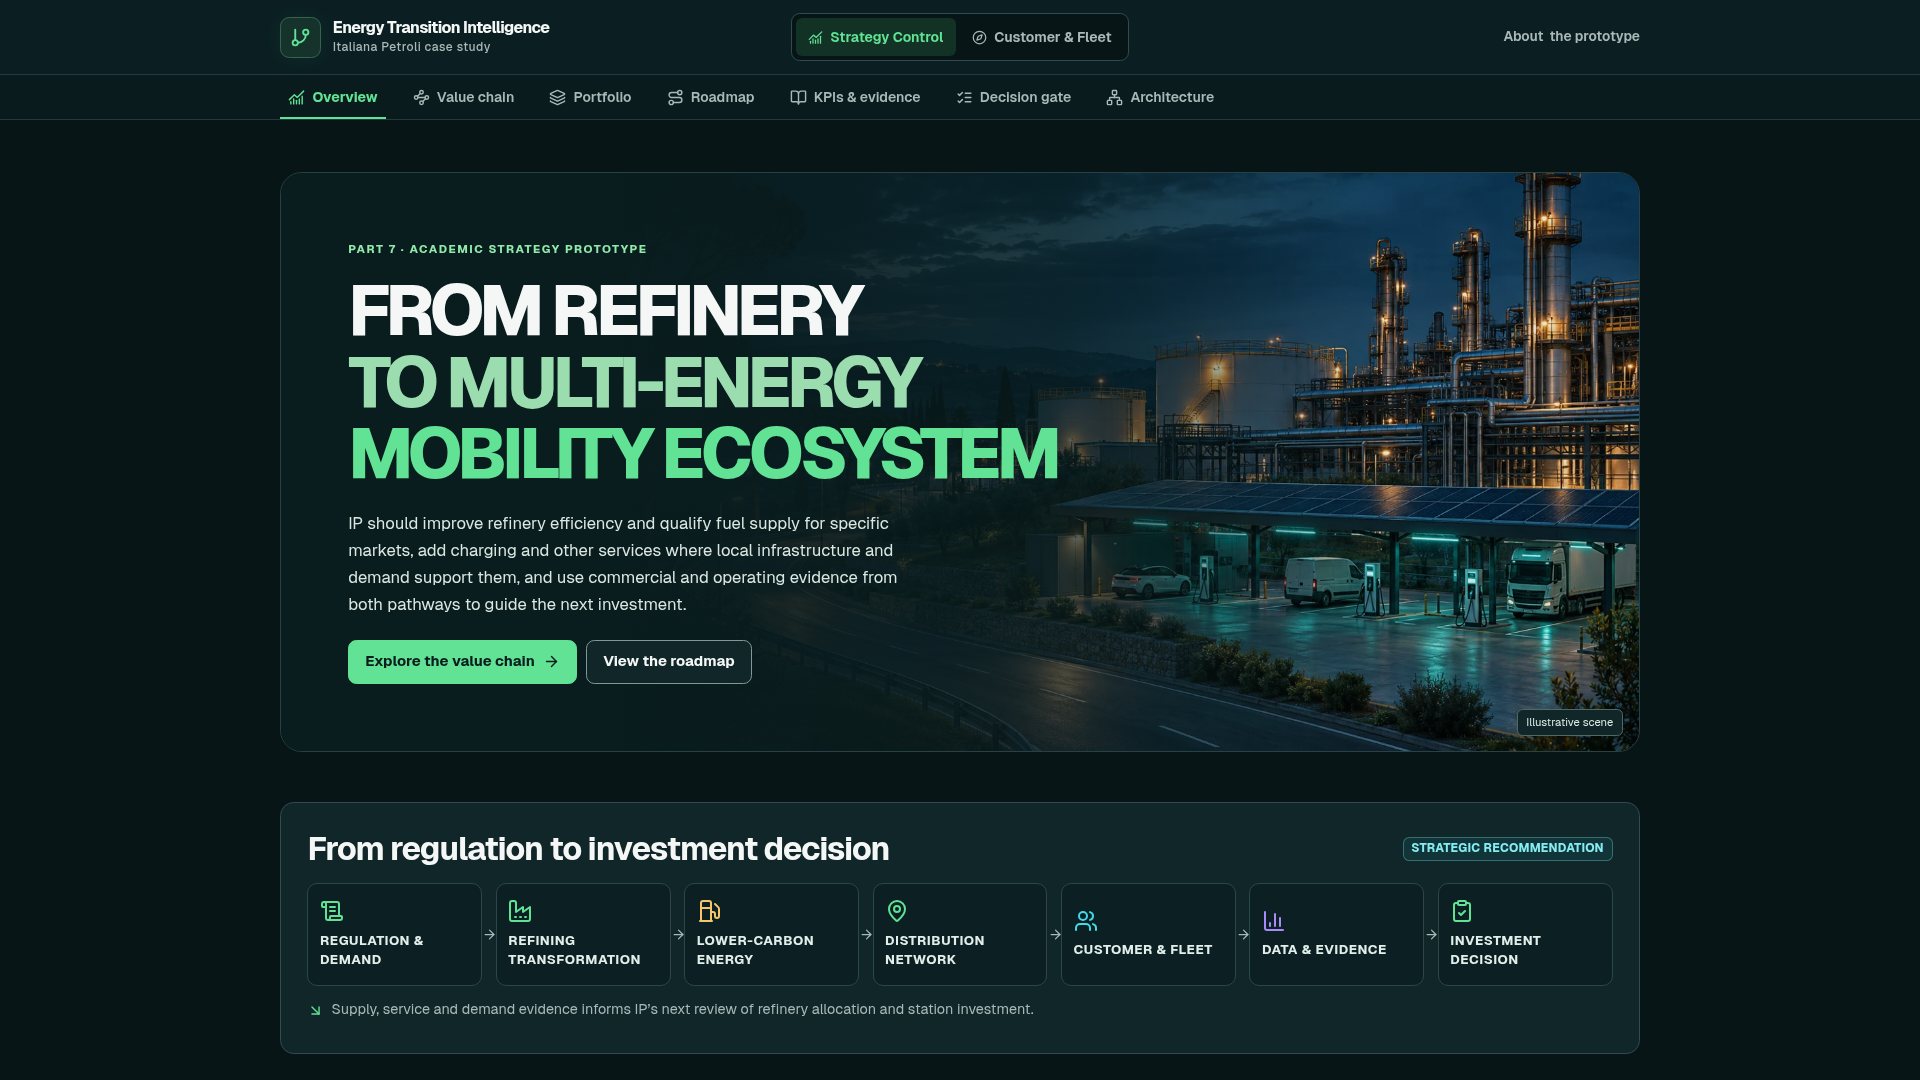 Energy Transition Intelligence
Italiana Petroli case study
Strategy Control
Customer & Fleet
About the prototype
Overview
Value chain
Portfolio
Roadmap
KPIs & evidence
Decision gate
Architecture
PART 7 · ACADEMIC STRATEGY PROTOTYPE
FROM REFINERY
TO MULTI-ENERGY
MOBILITY ECOSYSTEM
IP should improve refinery efficiency and qualify fuel supply for specific
markets, add charging and other services where local infrastructure and
demand support them, and use commercial and operating evidence from
both pathways to guide the next investment.
Explore the value chain →
View the roadmap
Illustrative scene
From regulation to investment decision
STRATEGIC RECOMMENDATION
REGULATION &
DEMAND
REFINING
TRANSFORMATION
LOWER-CARBON
ENERGY
DISTRIBUTION
NETWORK
CUSTOMER & FLEET
DATA & EVIDENCE
INVESTMENT
DECISION
Supply, service and demand evidence informs IP's next review of refinery allocation and station investment.